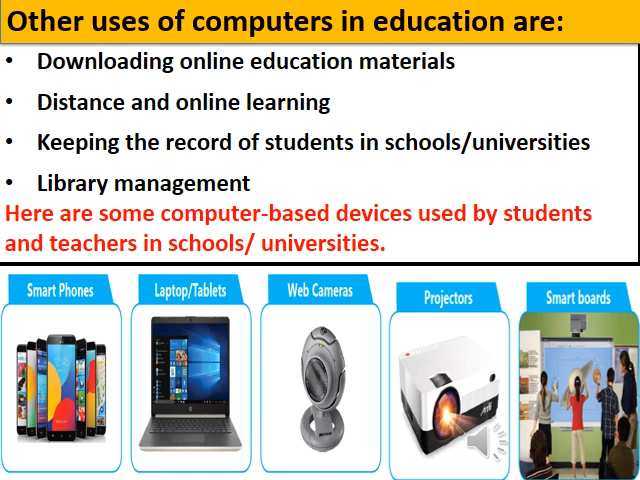 Other uses of computers in education are:
• Downloading online education materials
• Distance and online learning
• Keeping the record of students in schools/universities
• Library management
Here are some computer-based devices used by students
and teachers in schools/ universities.
Smart Phones
Laptop/Tablets
Web Cameras
Projectors
Smart boards